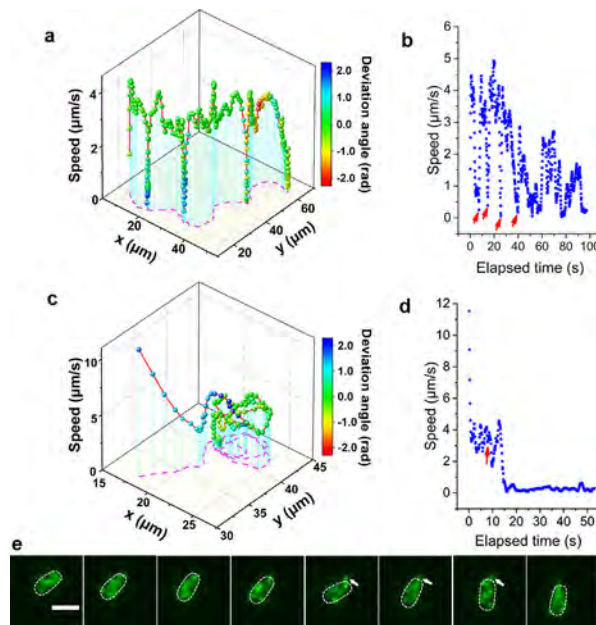 a
Speed (μm/s)
4
2
0
x (μm)
20
40
y (μm)
20
40
60
Deviation angle (rad)
2.0
1.0
0.0
-1.0
-2.0
b
Speed (μm/s)
6
5
4
3
2
1
0
0 20 40 60 80 100
Elapsed time (s)
c
Speed (μm/s)
10
5
0
15
20
25
30
x (μm)
30
35
40
45
y (μm)
Deviation angle (rad)
2.0
1.0
0.0
-1.0
-2.0
d
Speed (μm/s)
12
10
8
6
4
2
0
0 10 20 30 40 50
Elapsed time (s)
e